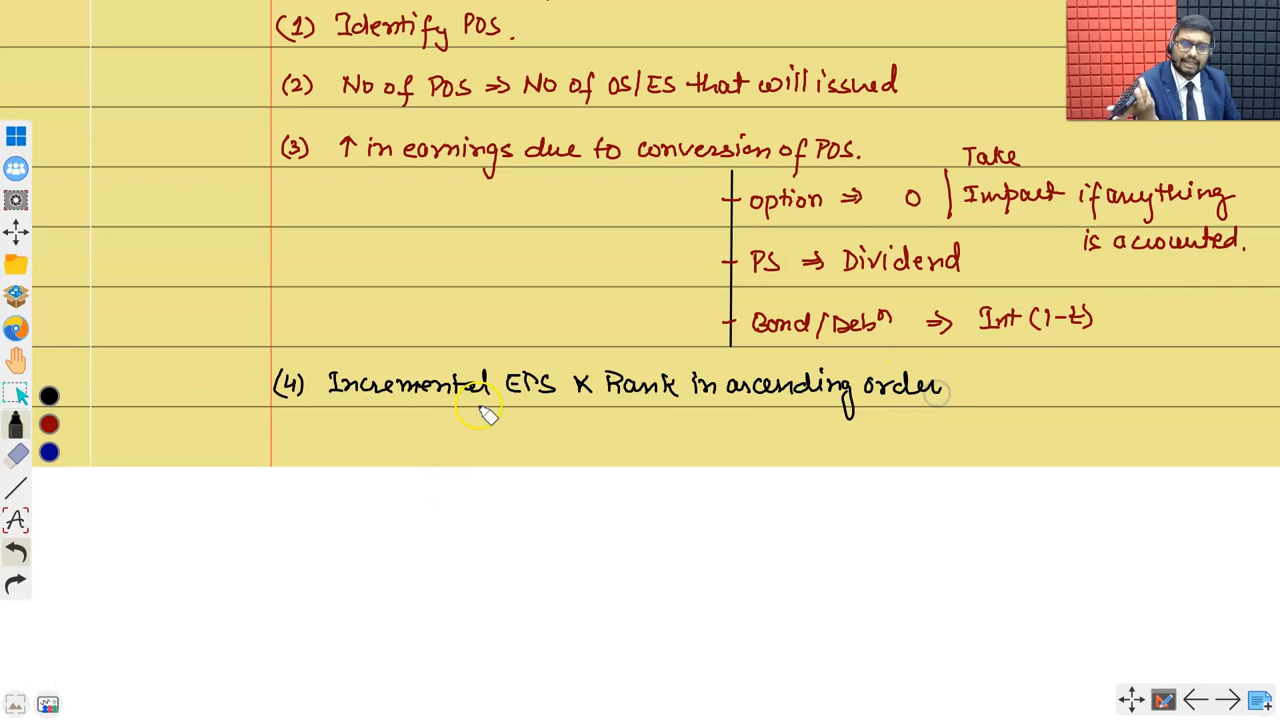 (1) Identify POS.
(2) No of POS ⇒ No of OS/ES that will issued
(3) ↑ in earnings due to conversion of POS.
Take
option ⇒ 0 | Impact if anything
is accounted.
PS ⇒ Dividend
Bond/Debn ⇒ Int (1-t)
(4) Incremental EPS & Rank in ascending order
A